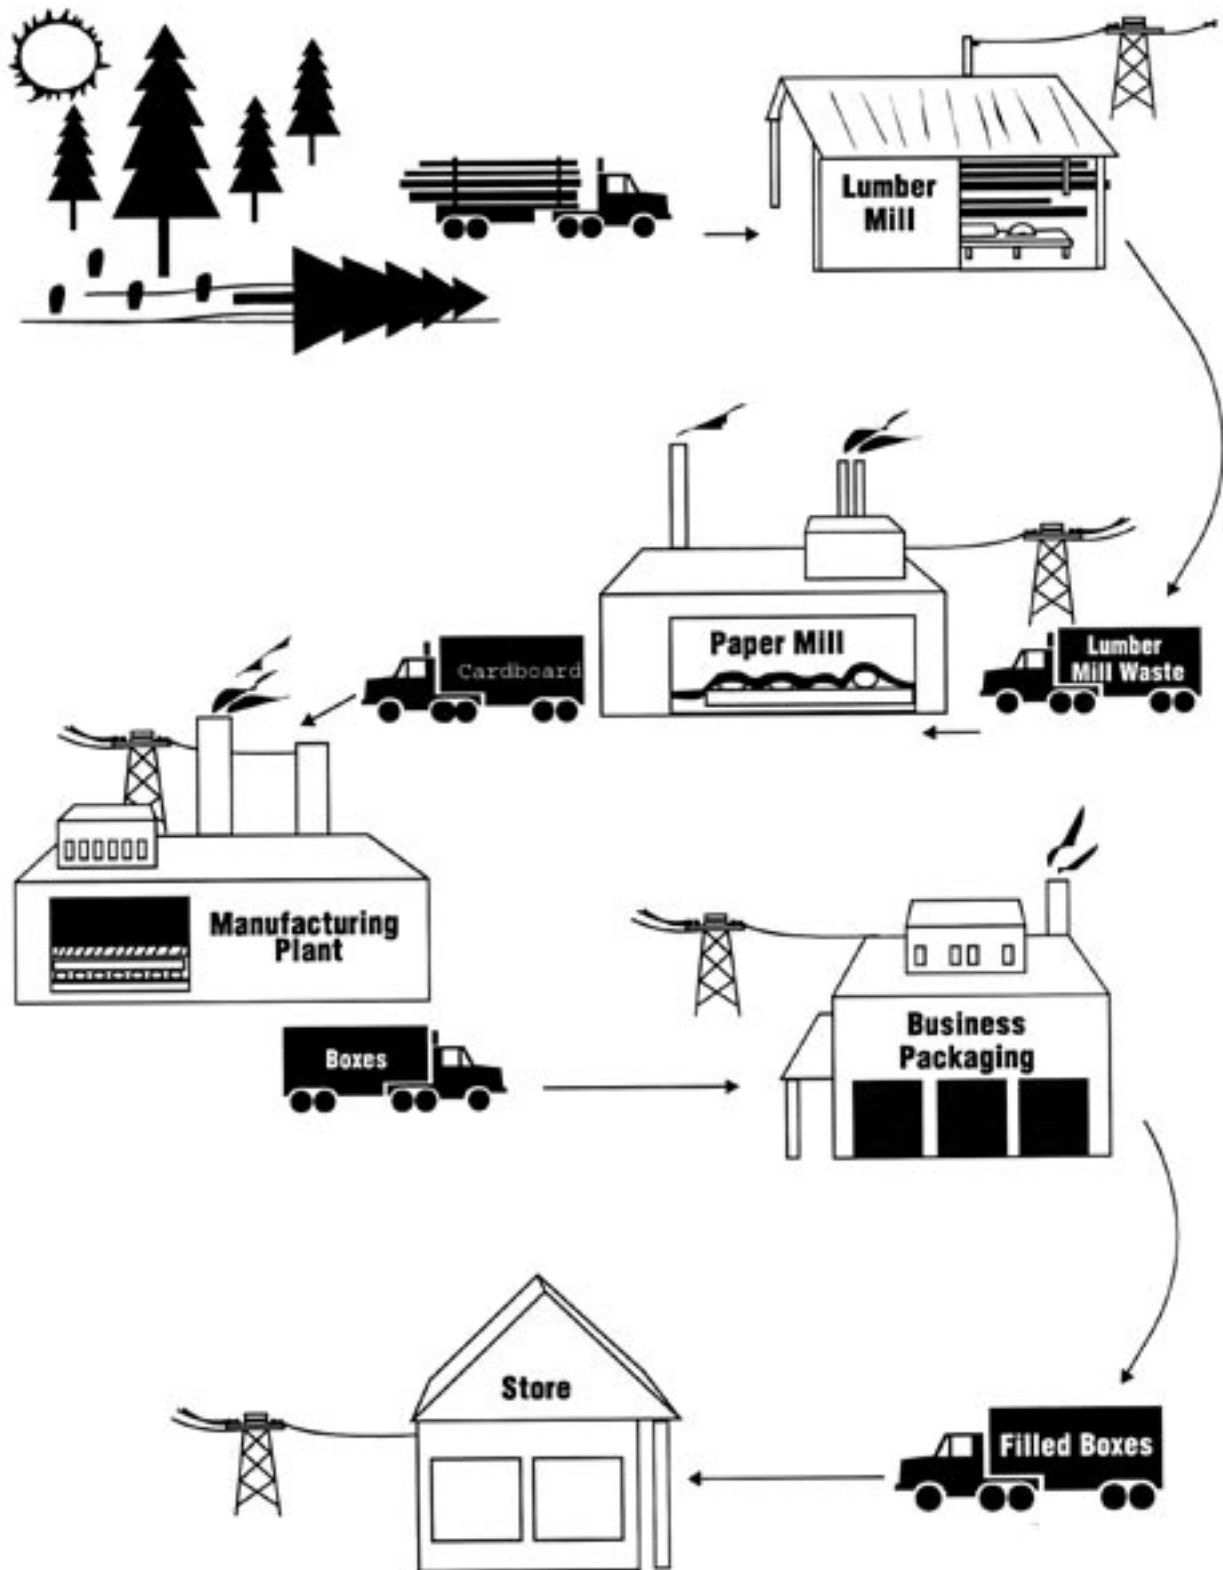 Lumber
Mill
Paper Mill
Lumber
Mill Waste
Cardboard
Manufacturing
Plant
Boxes
Business
Packaging
Store
Filled Boxes